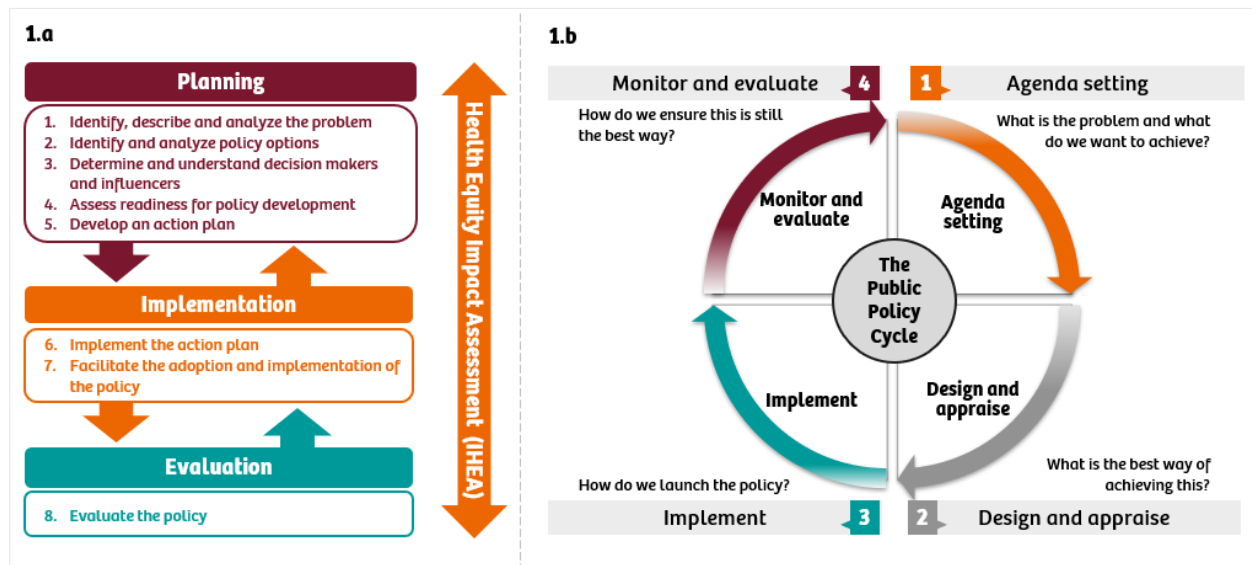 1.a
Planning
1. Identify, describe and analyze the problem
2. Identify and analyze policy options
3. Determine and understand decision makers
and influencers
4. Assess readiness for policy development
5. Develop an action plan
Implementation
6. Implement the action plan
7. Facilitate the adoption and implementation of
the policy
Evaluation
8. Evaluate the policy
Health Equity Impact Assessment (IHEA)
1.b
Monitor and evaluate 4
1 Agenda setting
How do we ensure this is still
the best way?
What is the problem and what
do we want to achieve?
Monitor and
evaluate
Agenda
setting
The
Public
Policy
Cycle
Implement
Design and
appraise
How do we launch the policy?
What is the best way of
achieving this?
Implement 3
2 Design and appraise